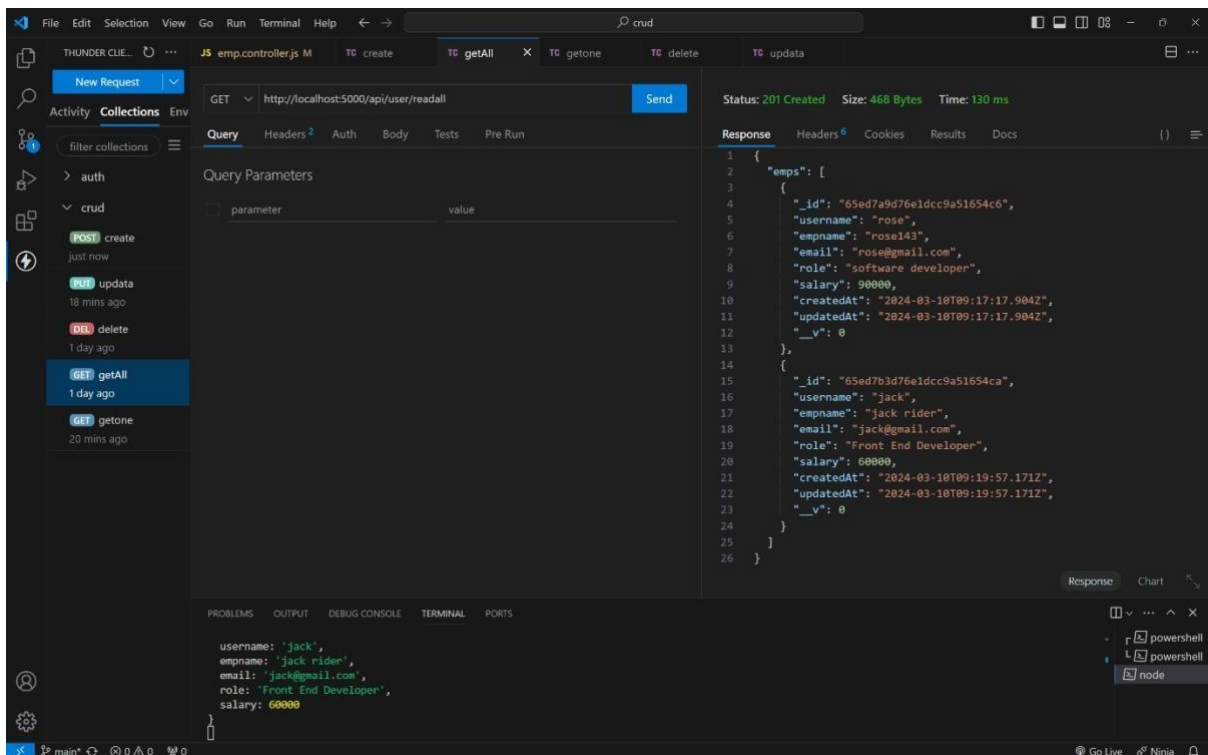 File Edit Selection View Go Run Terminal Help ← → crud
THUNDER CLIE... ···
JS emp.controller.js M TC create TC getAll × TC getone TC delete TC updata ···
New Request
Activity Collections Env
filter collections
> auth
crud
POST create
just now
PUT updata
18 mins ago
DEL delete
1 day ago
GET getAll
1 day ago
GET getone
20 mins ago
GET http://localhost:5000/api/user/readall Send
Query Headers 2 Auth Body Tests Pre Run
Query Parameters
parameter value
Status: 201 Created Size: 468 Bytes Time: 130 ms
Response Headers 6 Cookies Results Docs {}
1 {
2 "emps": [
3 {
4 "_id": "65ed7a9d76e1dcc9a51654c6",
5 "username": "rose",
6 "empname": "rose143",
7 "email": "rose@gmail.com",
8 "role": "software developer",
9 "salary": 90000,
10 "createdAt": "2024-03-10T09:17:17.904Z",
11 "updatedAt": "2024-03-10T09:17:17.904Z",
12 "__v": 0
13 },
14 {
15 "_id": "65ed7b3d76e1dcc9a51654ca",
16 "username": "jack",
17 "empname": "jack rider",
18 "email": "jack@gmail.com",
19 "role": "Front End Developer",
20 "salary": 60000,
21 "createdAt": "2024-03-10T09:19:57.171Z",
22 "updatedAt": "2024-03-10T09:19:57.171Z",
23 "__v": 0
24 }
25 ]
26 }
Response Chart
PROBLEMS OUTPUT DEBUG CONSOLE TERMINAL PORTS
username: 'jack',
empname: 'jack rider',
email: 'jack@gmail.com',
role: 'Front End Developer',
salary: 60000
}
powershell
powershell
node
main* 0 0 0 Go Live Ninja